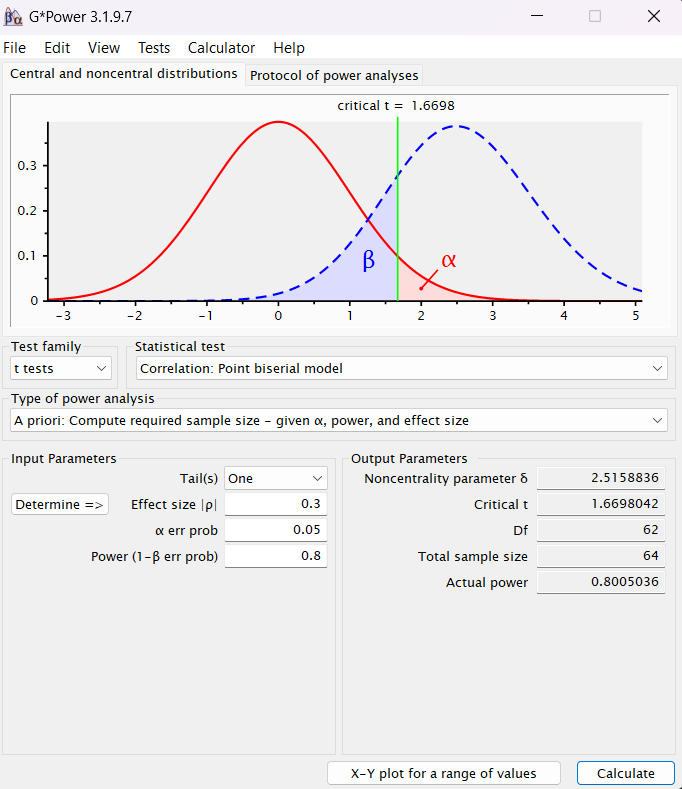 G*Power 3.1.9.7
File Edit View Tests Calculator Help
Central and noncentral distributions Protocol of power analyses
critical t = 1.6698
0.3
0.2
0.1
0
β
α
-3 -2 -1 0 1 2 3 4 5
Test family
t tests
Statistical test
Correlation: Point biserial model
Type of power analysis
A priori: Compute required sample size - given α, power, and effect size
Input Parameters
Tail(s) One
Determine => Effect size |ρ| 0.3
α err prob 0.05
Power (1-β err prob) 0.8
Output Parameters
Noncentrality parameter δ 2.5158836
Critical t 1.6698042
Df 62
Total sample size 64
Actual power 0.8005036
X-Y plot for a range of values Calculate